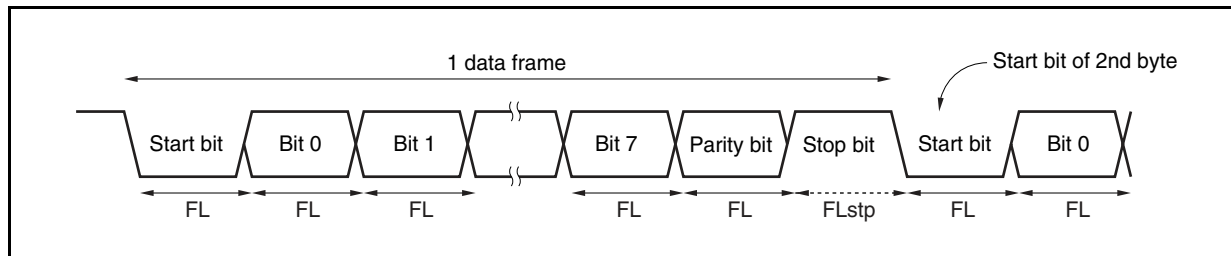 1 data frame
Start bit of 2nd byte
Start bit Bit 0 Bit 1 Bit 7 Parity bit Stop bit Start bit Bit 0
FL FL FL FL FL FLstp FL FL